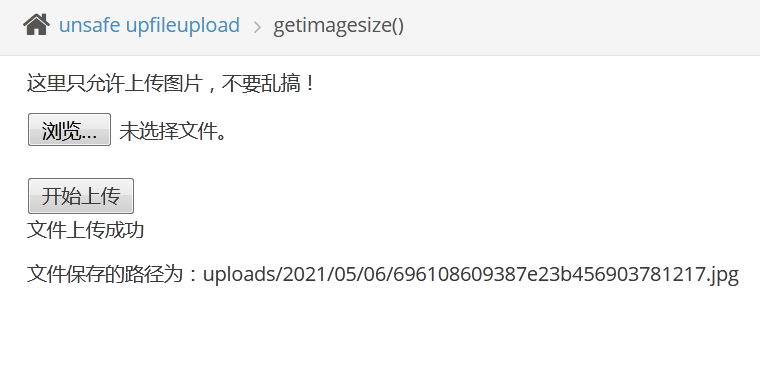 unsafe upfileupload > getimagesize()
这里只允许上传图片，不要乱搞！
浏览... 未选择文件。
开始上传
文件上传成功
文件保存的路径为：uploads/2021/05/06/696108609387e23b456903781217.jpg